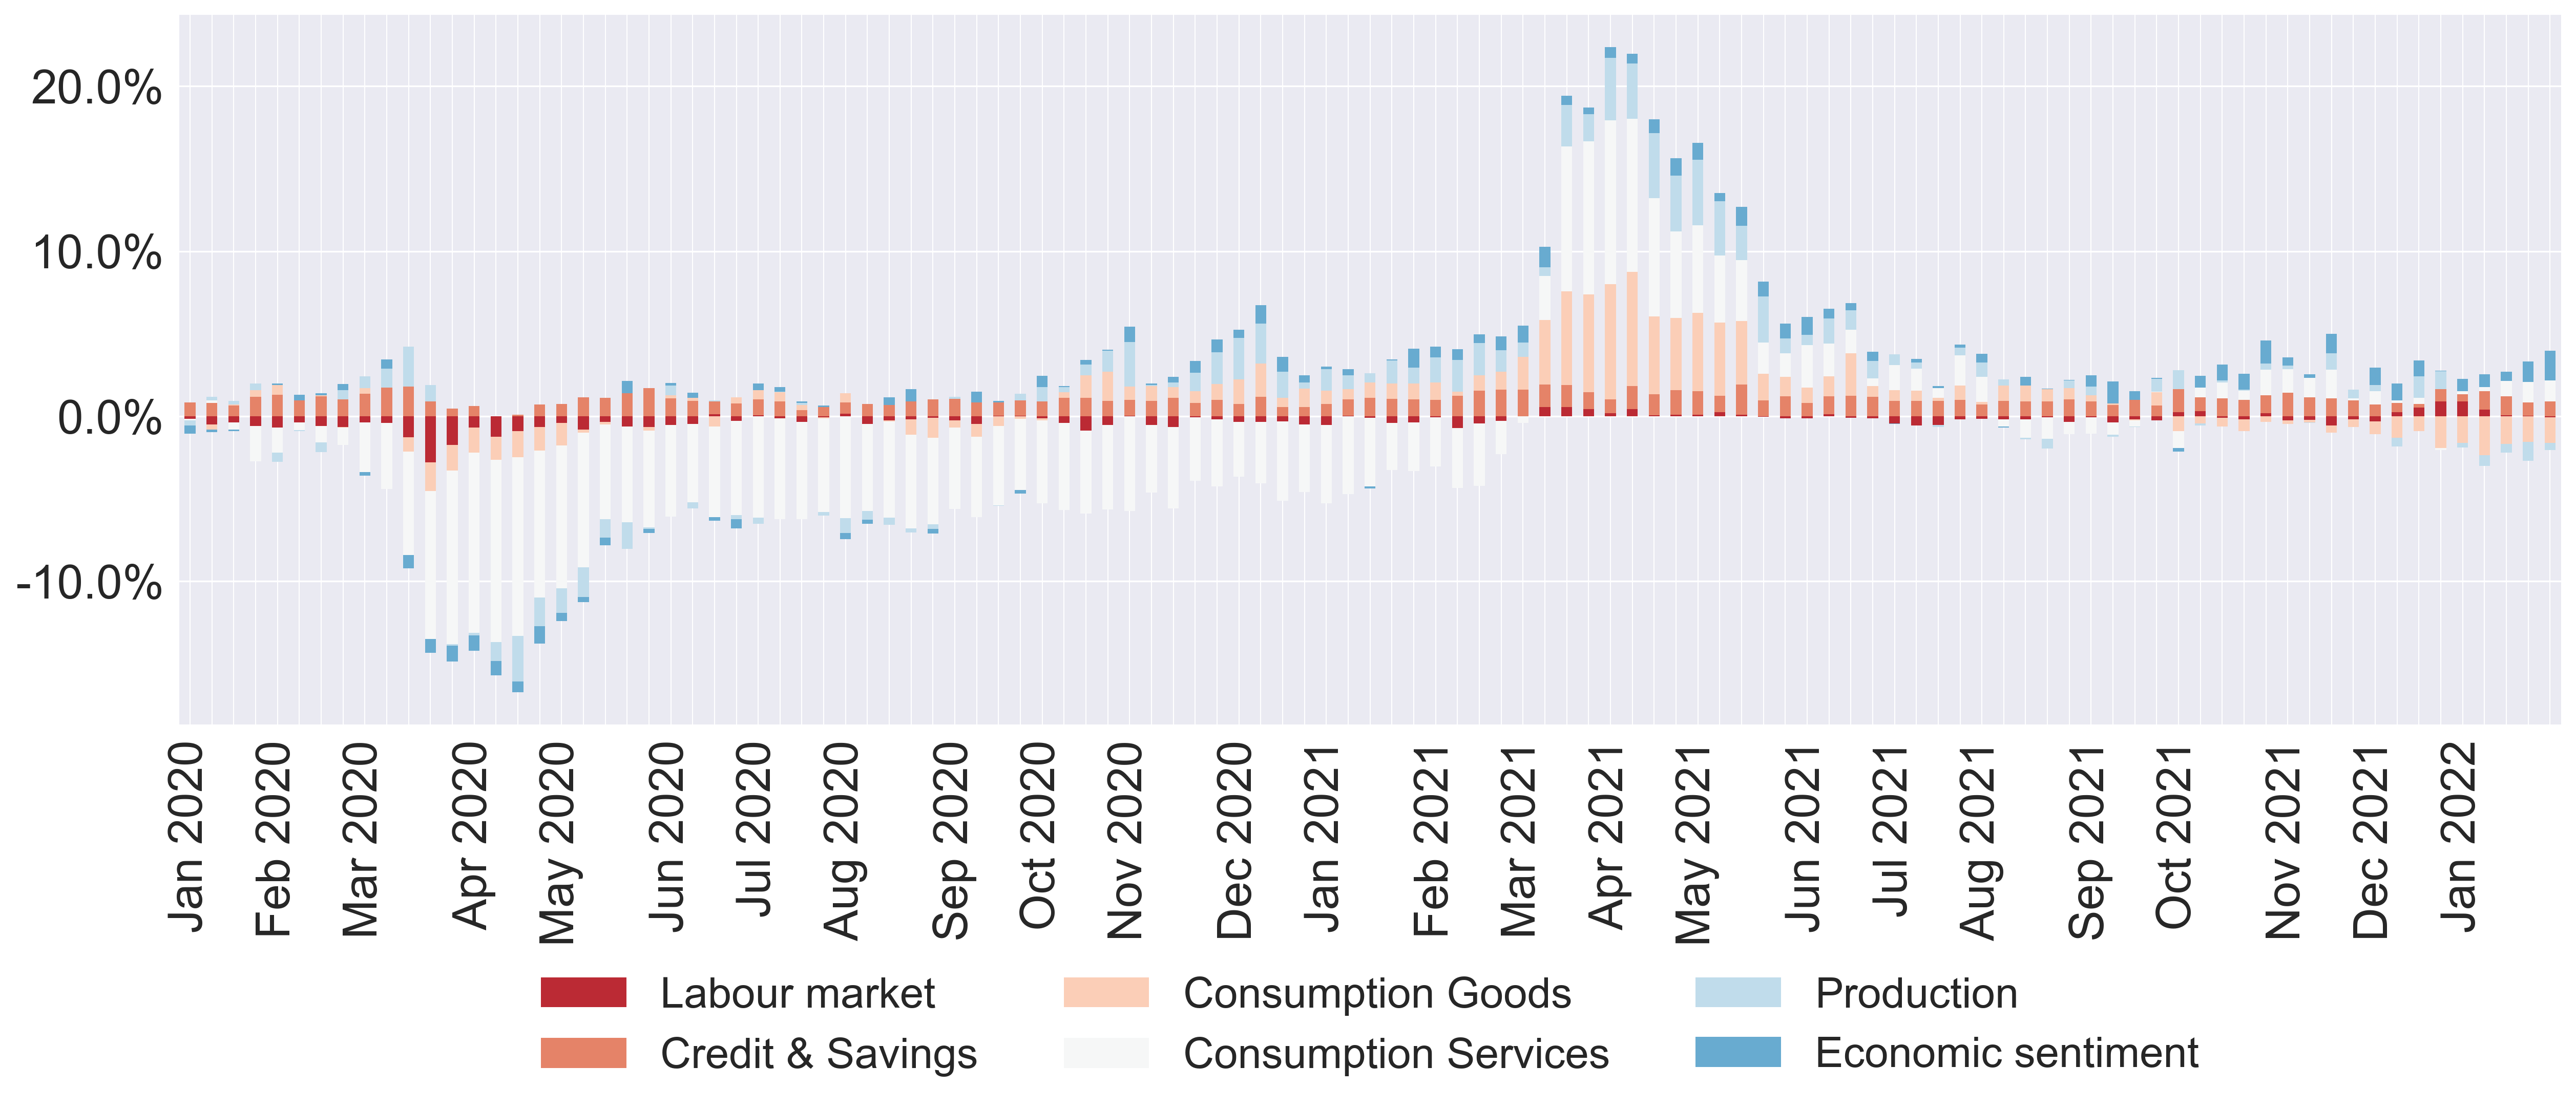 20.0%
10.0%
0.0%
-10.0%
Jan 2020
Feb 2020
Mar 2020
Apr 2020
May 2020
Jun 2020
Jul 2020
Aug 2020
Sep 2020
Oct 2020
Nov 2020
Dec 2020
Jan 2021
Feb 2021
Mar 2021
Apr 2021
May 2021
Jun 2021
Jul 2021
Aug 2021
Sep 2021
Oct 2021
Nov 2021
Dec 2021
Jan 2022
Labour market
Credit & Savings
Consumption Goods
Consumption Services
Production
Economic sentiment